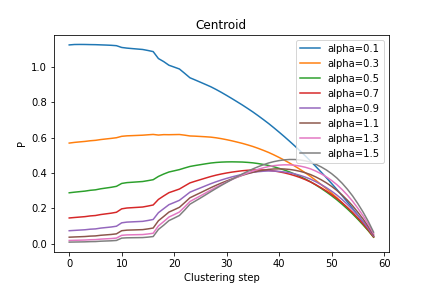 Centroid
alpha=0.1
alpha=0.3
alpha=0.5
alpha=0.7
alpha=0.9
alpha=1.1
alpha=1.3
alpha=1.5
P
1.0
0.8
0.6
0.4
0.2
0.0
0 10 20 30 40 50 60
Clustering step